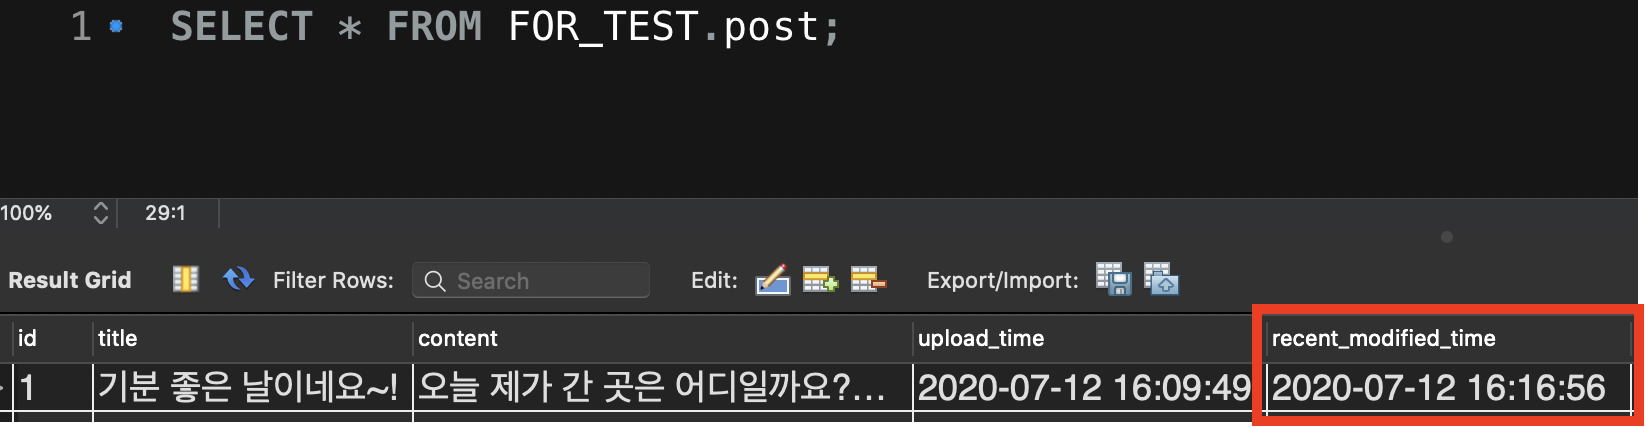 1 SELECT * FROM FOR_TEST.post;
100% 29:1
Result Grid Filter Rows: Search Edit: Export/Import:
id title content upload_time recent_modified_time
1 기분 좋은 날이네요~! 오늘 제가 간 곳은 어디일까요?... 2020-07-12 16:09:49 2020-07-12 16:16:56